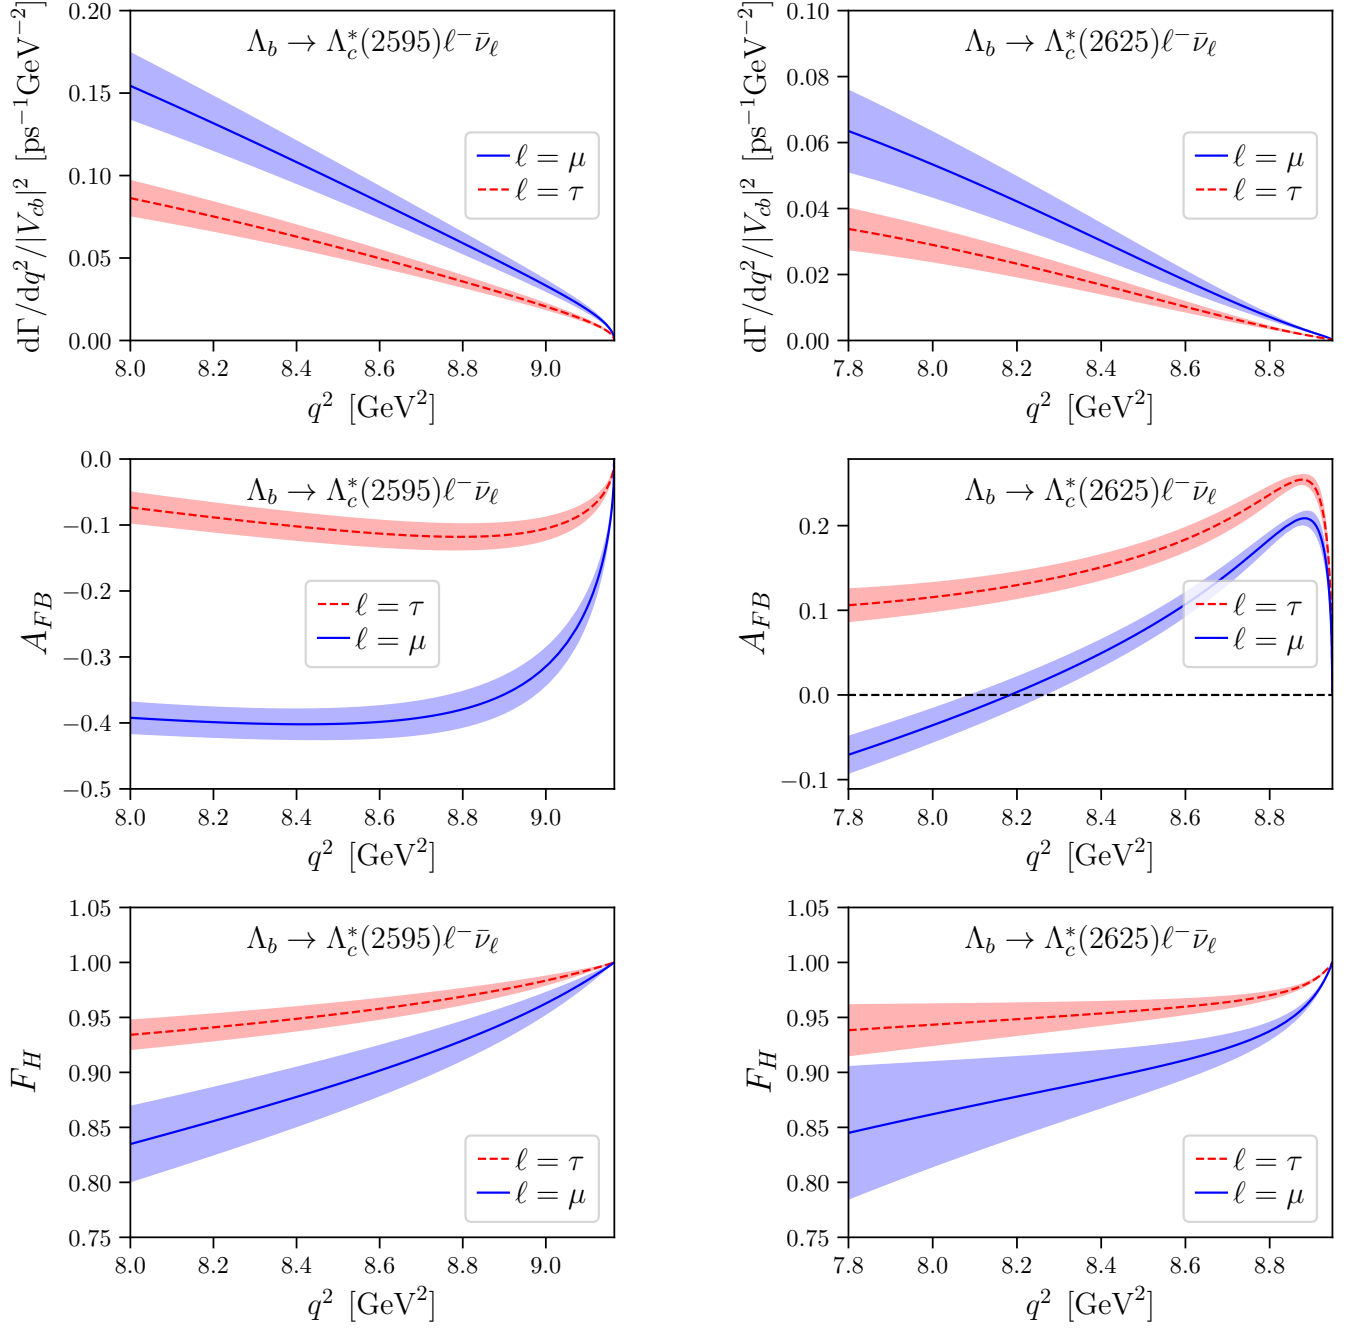 dΓ/dq²/|V_cb|² [ps⁻¹GeV⁻²]
0.20
0.15
0.10
0.05
0.00
Λ_b → Λ_c^*(2595)ℓ⁻ν̄_ℓ
ℓ = μ
ℓ = τ
8.0 8.2 8.4 8.6 8.8 9.0
q² [GeV²]
dΓ/dq²/|V_cb|² [ps⁻¹GeV⁻²]
0.10
0.08
0.06
0.04
0.02
0.00
Λ_b → Λ_c^*(2625)ℓ⁻ν̄_ℓ
ℓ = μ
ℓ = τ
7.8 8.0 8.2 8.4 8.6 8.8
q² [GeV²]
A_FB
0.0
−0.1
−0.2
−0.3
−0.4
−0.5
Λ_b → Λ_c^*(2595)ℓ⁻ν̄_ℓ
ℓ = τ
ℓ = μ
8.0 8.2 8.4 8.6 8.8 9.0
q² [GeV²]
A_FB
0.2
0.1
0.0
−0.1
Λ_b → Λ_c^*(2625)ℓ⁻ν̄_ℓ
ℓ = τ
ℓ = μ
7.8 8.0 8.2 8.4 8.6 8.8
q² [GeV²]
F_H
1.05
1.00
0.95
0.90
0.85
0.80
0.75
Λ_b → Λ_c^*(2595)ℓ⁻ν̄_ℓ
ℓ = τ
ℓ = μ
8.0 8.2 8.4 8.6 8.8 9.0
q² [GeV²]
F_H
1.05
1.00
0.95
0.90
0.85
0.80
0.75
Λ_b → Λ_c^*(2625)ℓ⁻ν̄_ℓ
ℓ = τ
ℓ = μ
7.8 8.0 8.2 8.4 8.6 8.8
q² [GeV²]